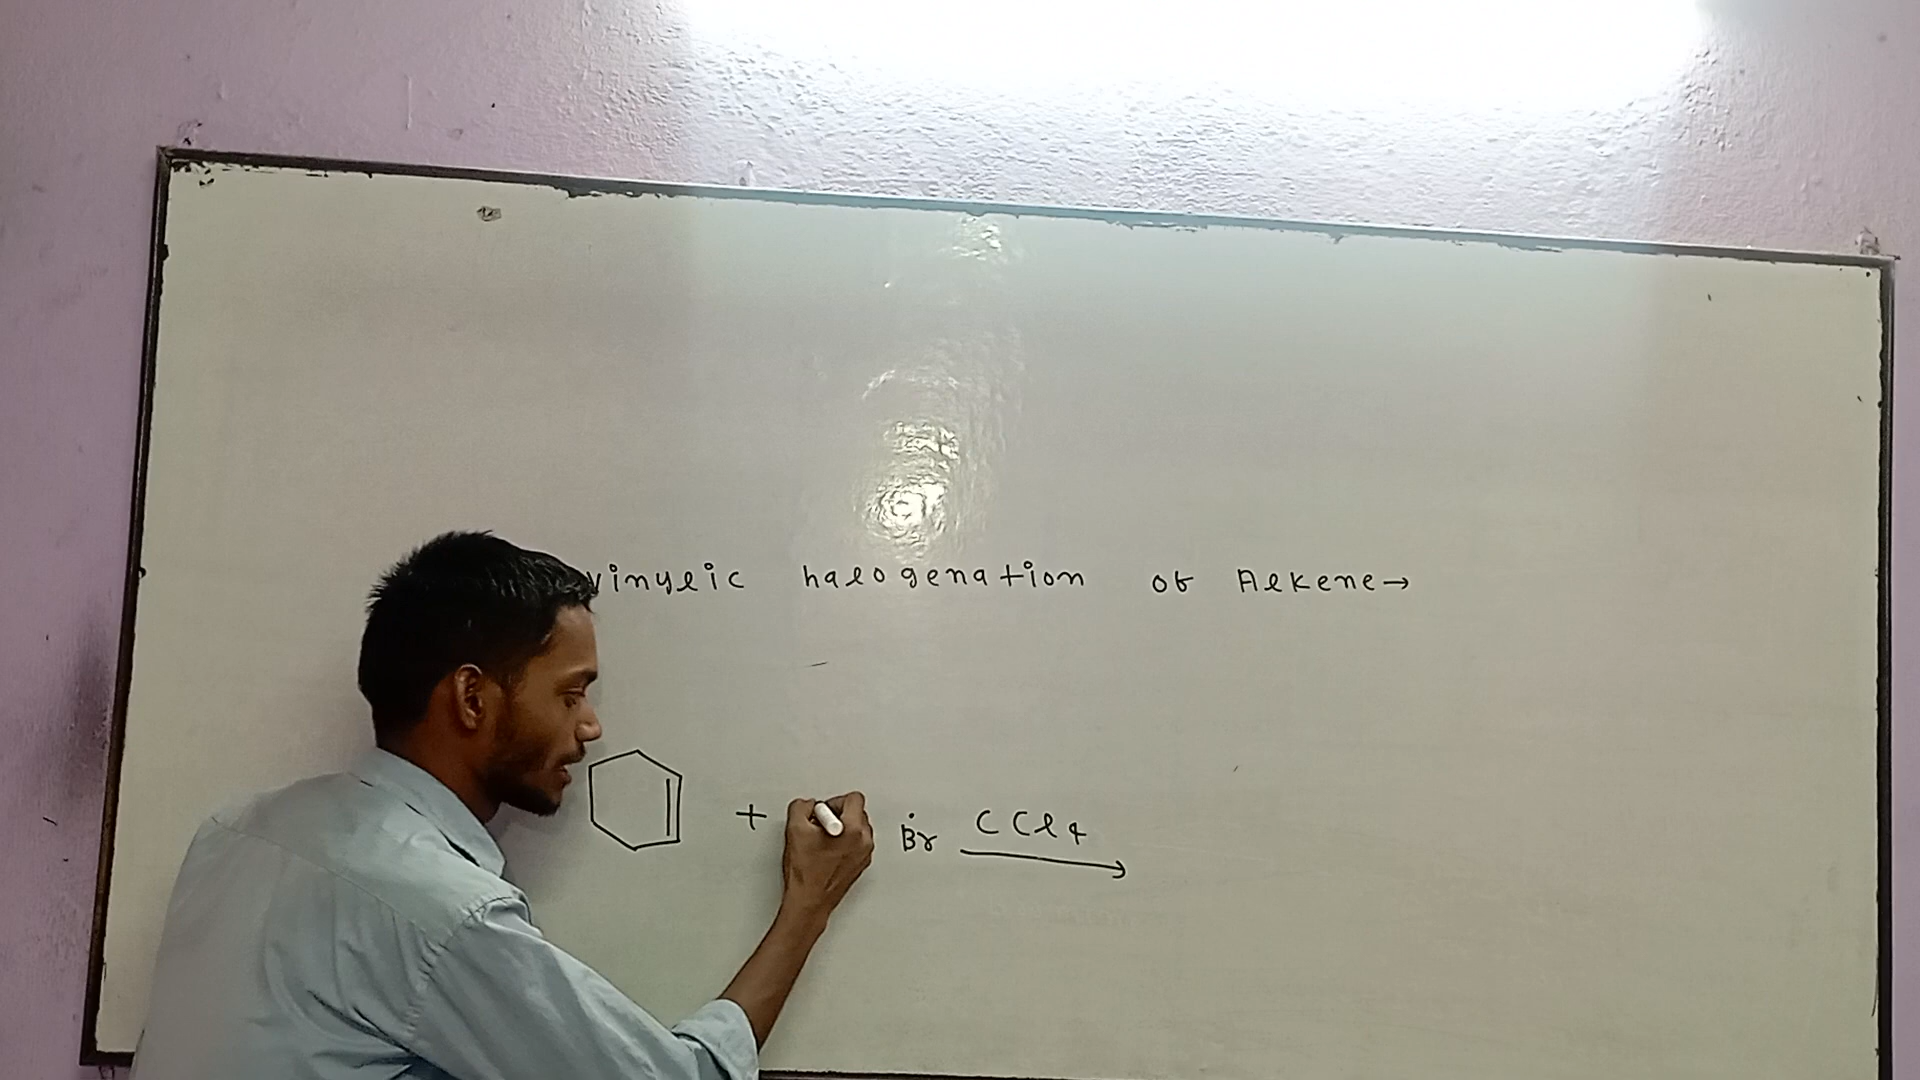 vinylic halogenation of Alkene→
+ Br CCl4